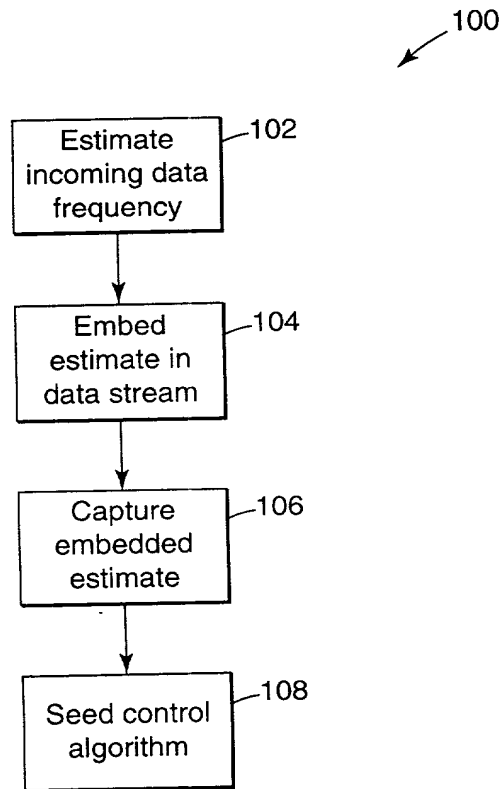 100
102
Estimate
incoming data
frequency
104
Embed
estimate in
data stream
106
Capture
embedded
estimate
108
Seed control
algorithm